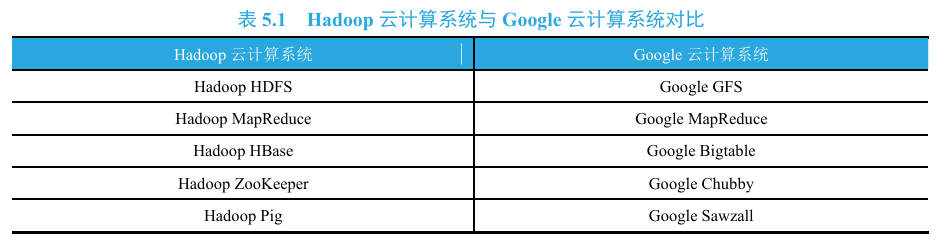 表 5.1 Hadoop 云计算系统与 Google 云计算系统对比
Hadoop 云计算系统 Google 云计算系统
Hadoop HDFS Google GFS
Hadoop MapReduce Google MapReduce
Hadoop HBase Google Bigtable
Hadoop ZooKeeper Google Chubby
Hadoop Pig Google Sawzall